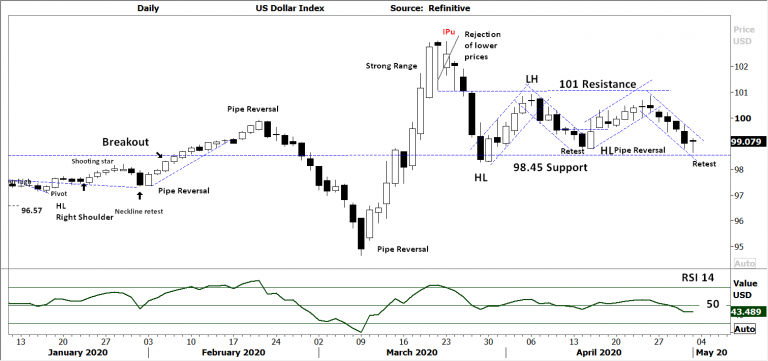 Daily US Dollar Index Source: Refinitive
Price
USD
IPu
Rejection
of lower
prices
Strong Range
LH
101 Resistance
102
101
100
99.079
98
97
96
95
Auto
Pipe Reversal
Breakout
Shooting star
Pipe Reversal
Pivot
HL
Right Shoulder
96.57
Neckline retest
Pipe Reversal
HL
98.45 Support
Retest
HL
Pipe Reversal
Retest
RSI 14
Value
USD
50
43.489
Auto
13 20 27 03 10 17 24 02 09 16 23 30 06 13 20 27 04
January 2020 February 2020 March 2020 April 2020 May 20